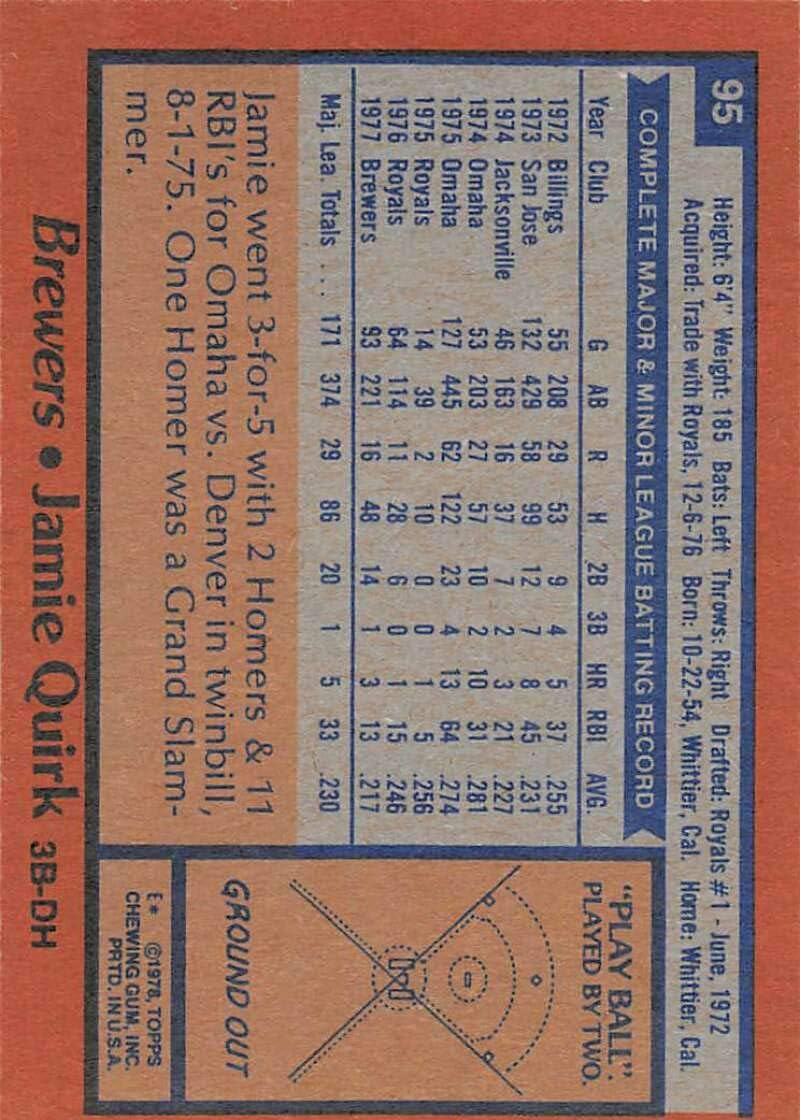 95
Height: 6'4" Weight: 185 Bats: Left Throws: Right Drafted: Royals #1 - June, 1972
Acquired: Trade with Royals, 12-6-76 Born: 10-22-54, Whittier, Cal. Home: Whittier, Cal.
COMPLETE MAJOR & MINOR LEAGUE BATTING RECORD
Year Club G AB R H 2B 3B HR RBI AVG.
1972 Billings 55 208 29 53 9 4 5 37 .255
1973 San Jose 132 429 58 99 12 7 8 45 .231
1974 Jacksonville 46 163 16 37 7 2 3 21 .227
1974 Omaha 53 203 27 57 10 2 10 31 .281
1975 Omaha 127 445 62 122 23 4 13 64 .274
1975 Royals 14 39 2 10 0 0 1 5 .256
1976 Royals 64 114 11 28 6 0 1 15 .246
1977 Brewers 93 221 16 48 14 1 3 13 .217
Maj. Lea. Totals ... 171 374 29 86 20 1 5 33 .230
Jamie went 3-for-5 with 2 Homers & 11
RBI's for Omaha vs. Denver in twinbill,
8-1-75. One Homer was a Grand Slam-
mer.
"PLAY BALL"
PLAYED BY TWO.
GROUND OUT
E* ©1978, TOPPS
CHEWING GUM, INC.
PRTD. IN U.S.A.
Brewers • Jamie Quirk 3B-DH